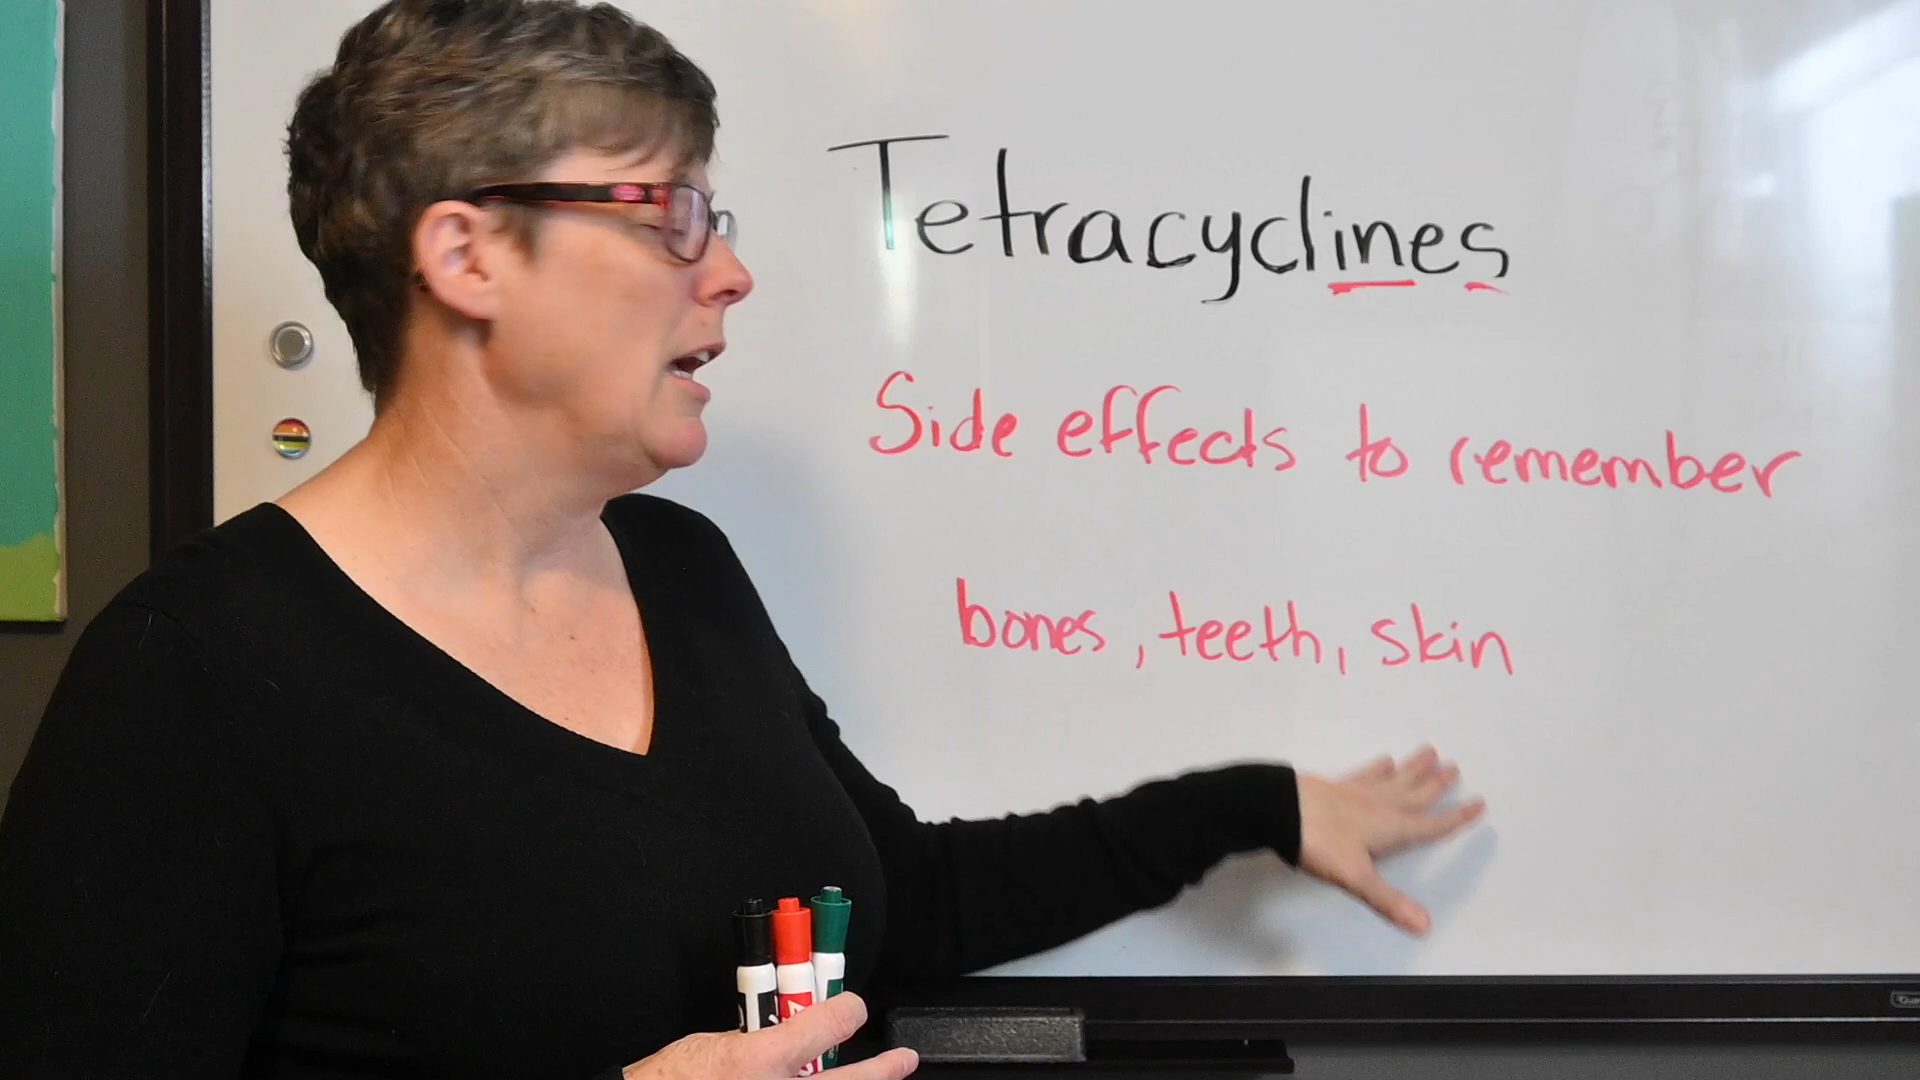 Tetracyclines
Side effects to remember
bones, teeth, skin